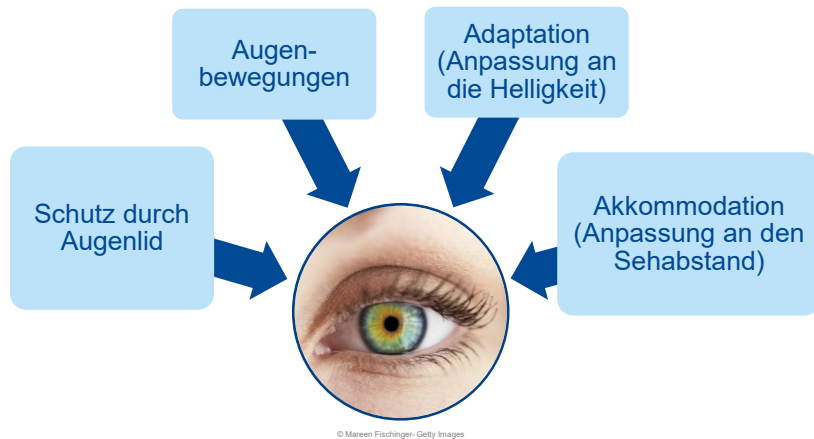 Augen-
bewegungen
Adaptation
(Anpassung an
die Helligkeit)
Schutz durch
Augenlid
Akkommodation
(Anpassung an den
Sehabstand)
© Mareen Fischinger- Getty Images